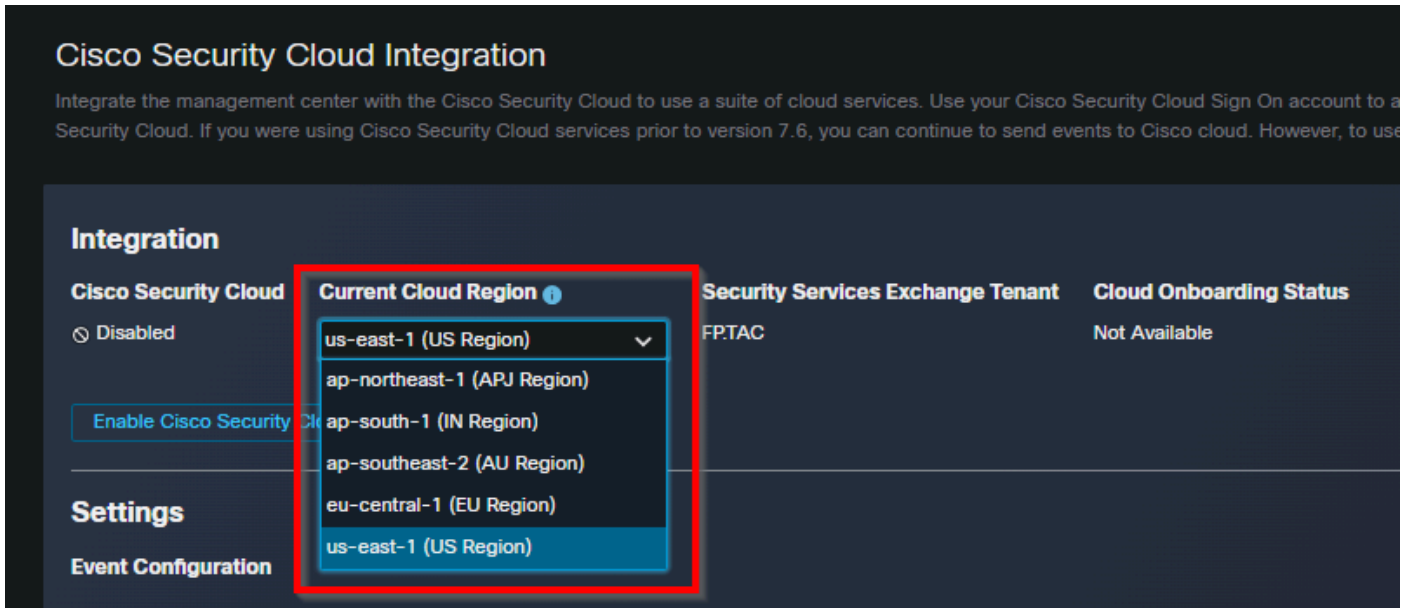 Cisco Security Cloud Integration
Integrate the management center with the Cisco Security Cloud to use a suite of cloud services. Use your Cisco Security Cloud Sign On account to a
Security Cloud. If you were using Cisco Security Cloud services prior to version 7.6, you can continue to send events to Cisco cloud. However, to use
Integration
Cisco Security Cloud Current Cloud Region Security Services Exchange Tenant Cloud Onboarding Status
Disabled us-east-1 (US Region) FP.TAC Not Available
ap-northeast-1 (APJ Region)
Enable Cisco Security Clo ap-south-1 (IN Region)
ap-southeast-2 (AU Region)
Settings eu-central-1 (EU Region)
us-east-1 (US Region)
Event Configuration